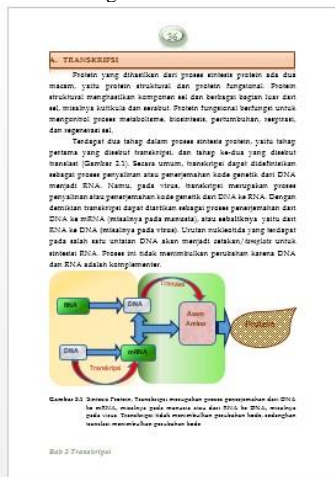 36
A. TRANSKRIPSI
Protein yang dihasilkan dari proses sintesis protein ada dua
macam, yaitu protein struktural dan protein fungsional. Protein
struktural menghasilkan komponen sel dan berbagai bagian luar dari
sel, misalnya kutikula dan serabut. Protein fungsional berfungsi untuk
mengontrol proses metabolisme, biosintesis, pertumbuhan, respirasi,
dan regenerasi sel.
Terdapat dua tahap dalam proses sintesis protein, yaitu tahap
pertama yang disebut transkripsi, dan tahap ke-dua yang disebut
translasi (Gambar 2.1). Secara umum, transkripsi dapat didefinisikan
sebagai proses penyalinan atau penerjemahan kode genetik dari DNA
menjadi RNA. Namu, pada virus, transkripsi merupakan proses
penyalinan atau penerjemahan kode genetik dari DNA ke RNA. Dengan
demikian transkripsi dapat diartikan sebagai proses penerjemahan dari
DNA ke mRNA (misalnya pada manusia), atau sebaliknya yaitu dari
RNA ke DNA (misalnya pada virus). Urutan nukleotida yang terdapat
pada salah satu untaian DNA akan menjadi cetakan/template untuk
sintesis RNA. Proses ini tidak menimbulkan perubahan karena DNA
dan RNA adalah komplementer.
Translasi
RNA
DNA
Asam
Amino
Protein
DNA
mRNA
Transkripsi
Gambar 2.1 Sintesis Protein. Transkripsi merupakan proses penerjemahan dari DNA
ke mRNA, misalnya pada manusia atau dari RNA ke DNA, misalnya
pada virus. Transkripsi tidak menimbulkan perubahan kode, sedangkan
translasi menimbulkan perubahan kode
Bab 2 Transkripsi